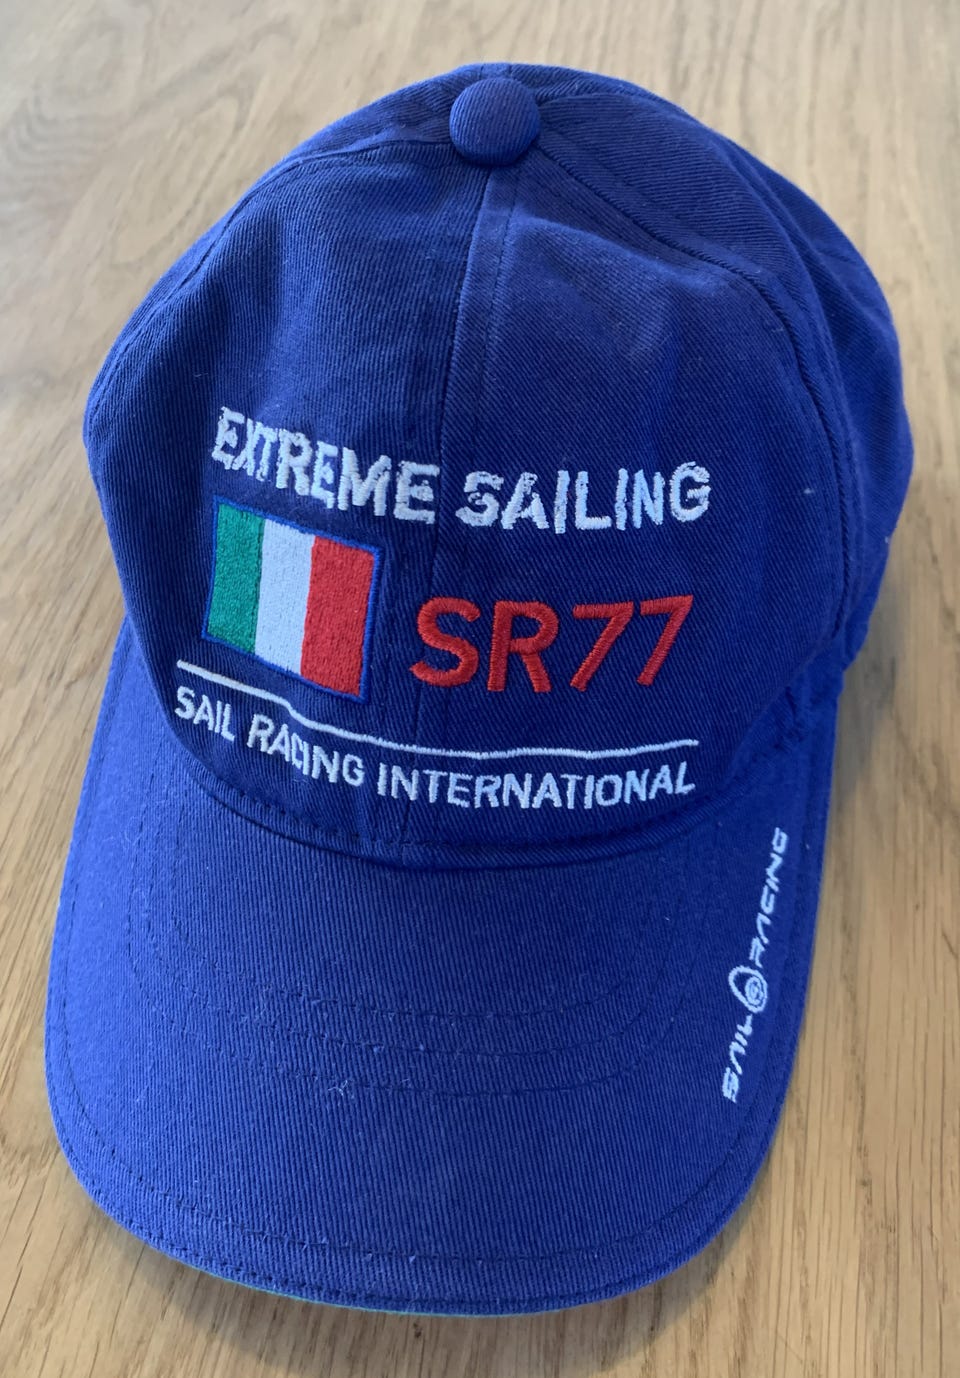 EXTREME SAILING
SR77
SAIL RACING INTERNATIONAL
SAIL RACING